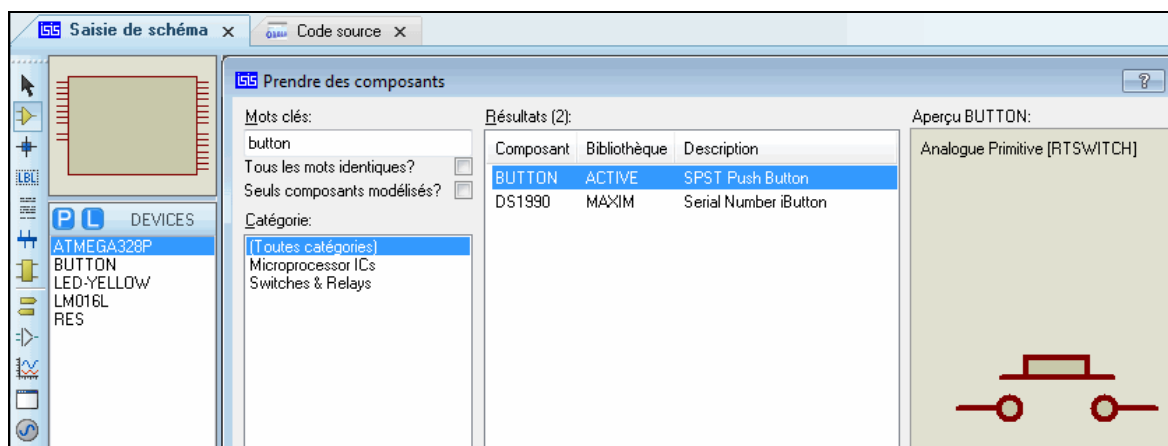 isis Saisie de schéma x Code source x
isis Prendre des composants ?
LBL
P L DEVICES
ATMEGA328P
BUTTON
LED-YELLOW
LM016L
RES
Mots clés:
button
Tous les mots identiques?
Seuls composants modélisés?
Catégorie:
(Toutes catégories)
Microprocessor ICs
Switches & Relays
Résultats (2):
Composant Bibliothèque Description
BUTTON ACTIVE SPST Push Button
DS1990 MAXIM Serial Number iButton
Aperçu BUTTON:
Analogue Primitive [RTSWITCH]